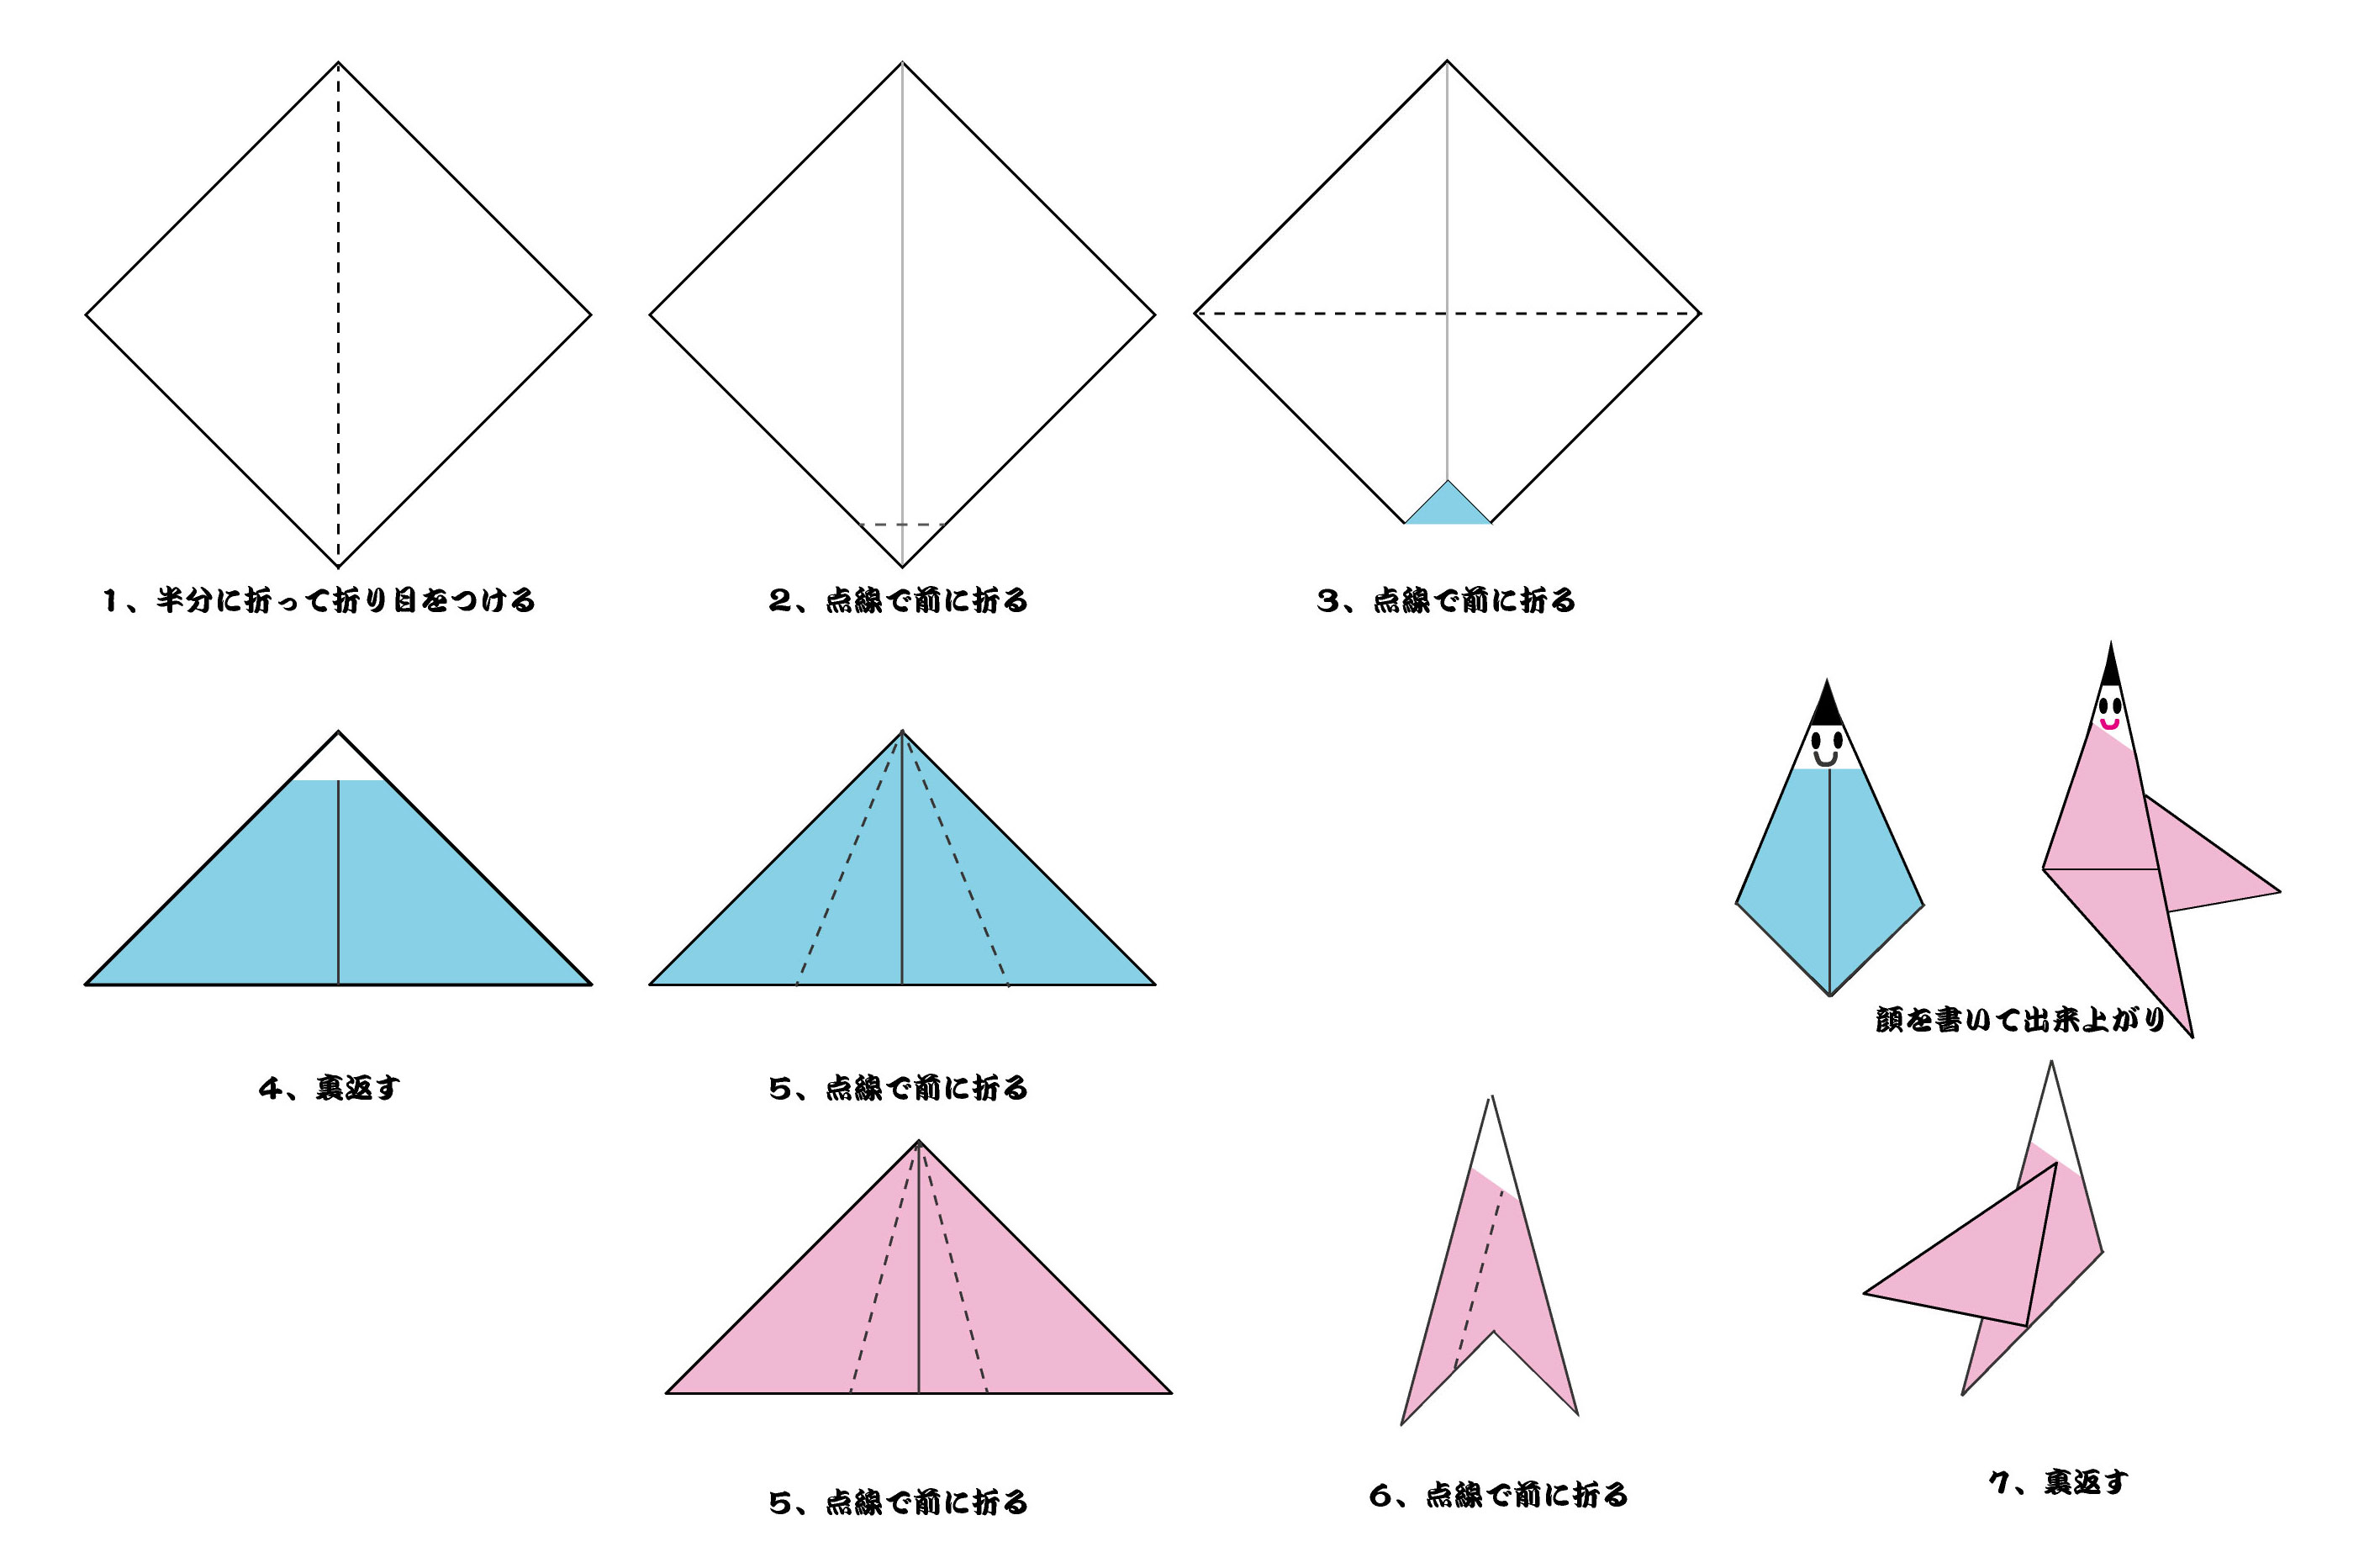 1、半分に折って折り目をつける
2、点線で前に折る
3、点線で前に折る
4、裏返す
5、点線で前に折る
顔を書いて出来上がり
5、点線で前に折る
6、点線で前に折る
7、裏返す